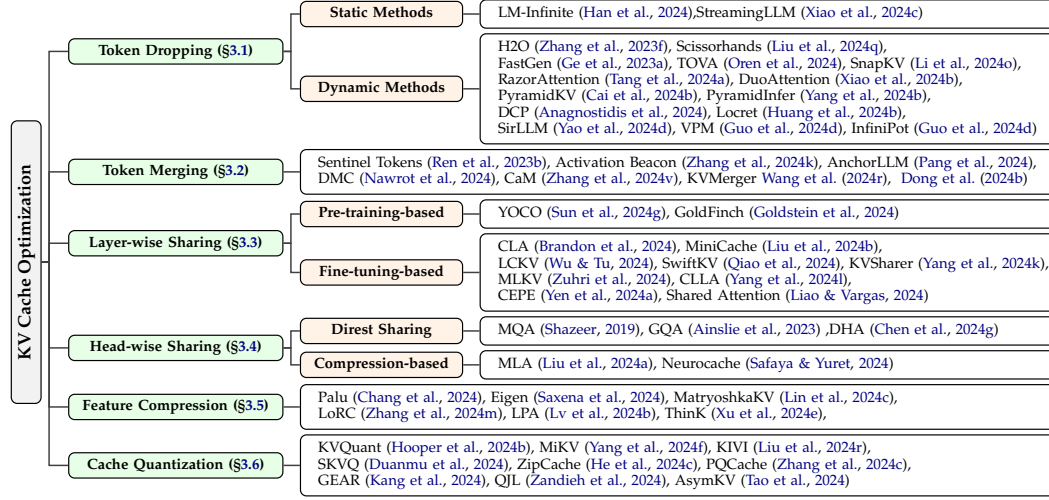 KV Cache Optimization
Token Dropping (§3.1)
Static Methods
LM-Infinite (Han et al., 2024),StreamingLLM (Xiao et al., 2024c)
Dynamic Methods
H2O (Zhang et al., 2023f), Scissorhands (Liu et al., 2024q),
FastGen (Ge et al., 2023a), TOVA (Oren et al., 2024), SnapKV (Li et al., 2024o),
RazorAttention (Tang et al., 2024a), DuoAttention (Xiao et al., 2024b),
PyramidKV (Cai et al., 2024b), PyramidInfer (Yang et al., 2024b),
DCP (Anagnostidis et al., 2024), Locret (Huang et al., 2024b),
SirLLM (Yao et al., 2024d), VPM (Guo et al., 2024d), InfiniPot (Guo et al., 2024d)
Token Merging (§3.2)
Sentinel Tokens (Ren et al., 2023b), Activation Beacon (Zhang et al., 2024k), AnchorLLM (Pang et al., 2024),
DMC (Nawrot et al., 2024), CaM (Zhang et al., 2024v), KVMerger Wang et al. (2024r), Dong et al. (2024b)
Layer-wise Sharing (§3.3)
Pre-training-based
YOCO (Sun et al., 2024g), GoldFinch (Goldstein et al., 2024)
Fine-tuning-based
CLA (Brandon et al., 2024), MiniCache (Liu et al., 2024b),
LCKV (Wu & Tu, 2024), SwiftKV (Qiao et al., 2024), KVSharer (Yang et al., 2024k),
MLKV (Zuhri et al., 2024), CLLA (Yang et al., 2024l),
CEPE (Yen et al., 2024a), Shared Attention (Liao & Vargas, 2024)
Head-wise Sharing (§3.4)
Direst Sharing
MQA (Shazeer, 2019), GQA (Ainslie et al., 2023) ,DHA (Chen et al., 2024g)
Compression-based
MLA (Liu et al., 2024a), Neurocache (Safaya & Yuret, 2024)
Feature Compression (§3.5)
Palu (Chang et al., 2024), Eigen (Saxena et al., 2024), MatryoshkaKV (Lin et al., 2024c),
LoRC (Zhang et al., 2024m), LPA (Lv et al., 2024b), ThinK (Xu et al., 2024e),
Cache Quantization (§3.6)
KVQuant (Hooper et al., 2024b), MiKV (Yang et al., 2024f), KIVI (Liu et al., 2024r),
SKVQ (Duanmu et al., 2024), ZipCache (He et al., 2024c), PQCache (Zhang et al., 2024c),
GEAR (Kang et al., 2024), QJL (Zandieh et al., 2024), AsymKV (Tao et al., 2024)